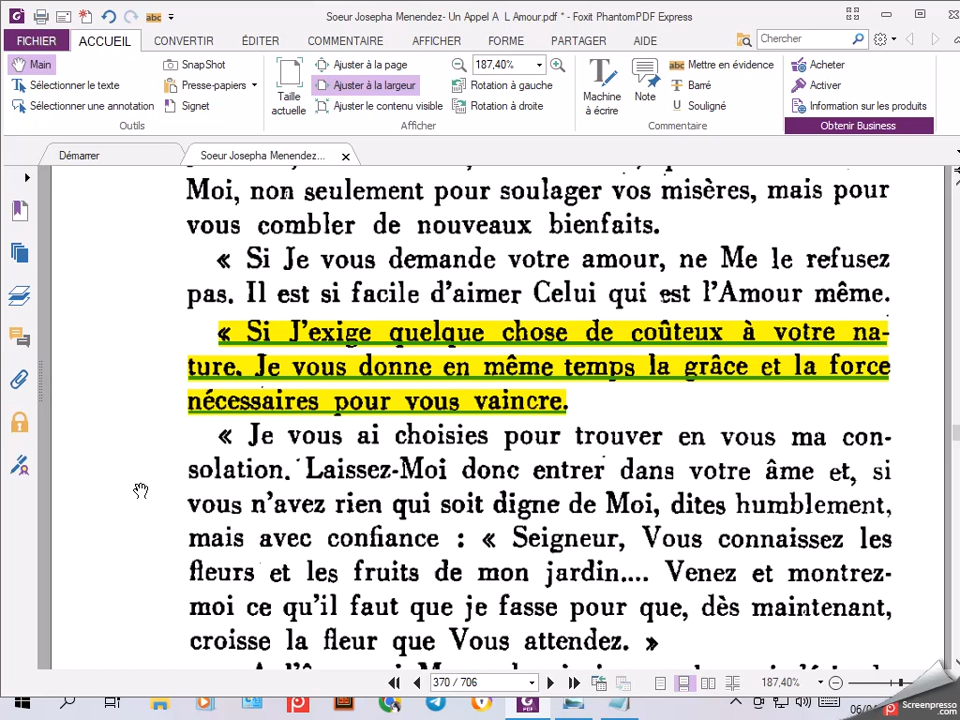 Soeur Josepha Menendez- Un Appel A L Amour.pdf * - Foxit PhantomPDF Express
FICHIER ACCUEIL CONVERTIR ÉDITER COMMENTAIRE AFFICHER FORME PARTAGER AIDE Chercher
Main
Sélectionner le texte
Sélectionner une annotation
Outils
SnapShot
Presse-papiers
Signet
Taille actuelle
Ajuster à la page
Ajuster à la largeur
Ajuster le contenu visible
187,40%
Rotation à gauche
Rotation à droite
Afficher
Machine à écrire
Note
Mettre en évidence
Barré
Souligné
Commentaire
Acheter
Activer
Information sur les produits
Obtenir Business
Démarrer
Soeur Josepha Menendez...
Moi, non seulement pour soulager vos misères, mais pour
vous combler de nouveaux bienfaits.
« Si Je vous demande votre amour, ne Me le refusez
pas. Il est si facile d'aimer Celui qui est l'Amour même.
« Si J'exige quelque chose de coûteux à votre na-
ture, Je vous donne en même temps la grâce et la force
nécessaires pour vous vaincre.
« Je vous ai choisies pour trouver en vous ma con-
solation. Laissez-Moi donc entrer dans votre âme et, si
vous n'avez rien qui soit digne de Moi, dites humblement,
mais avec confiance : « Seigneur, Vous connaissez les
fleurs et les fruits de mon jardin.... Venez et montrez-
moi ce qu'il faut que je fasse pour que, dès maintenant,
croisse la fleur que Vous attendez. »
370 / 706
187,40%
Screenpresso
.com